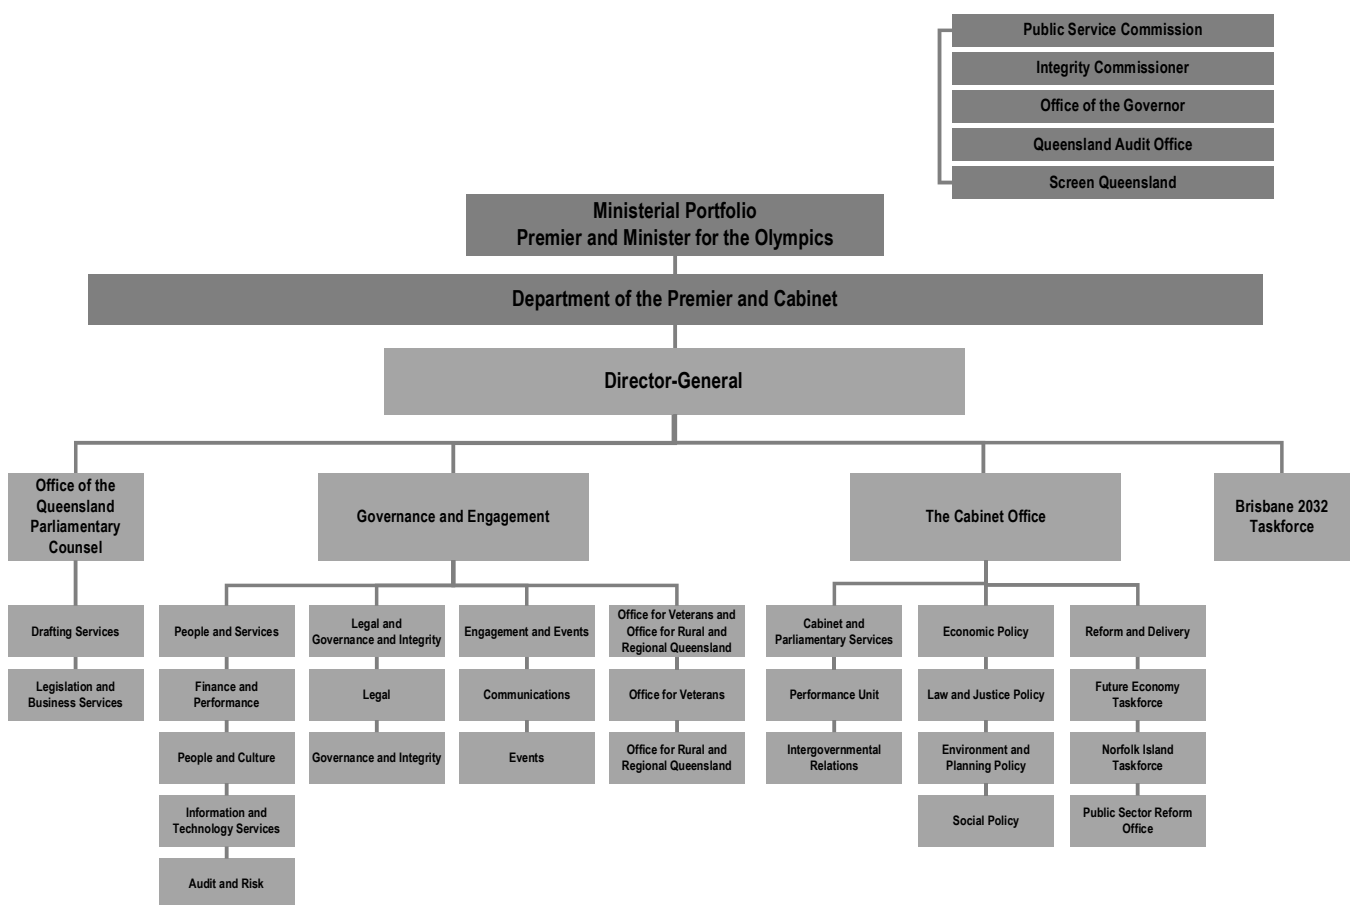 Public Service Commission
Integrity Commissioner
Office of the Governor
Queensland Audit Office
Screen Queensland
Ministerial Portfolio
Premier and Minister for the Olympics
Department of the Premier and Cabinet
Director-General
Office of the
Queensland
Parliamentary
Counsel
Governance and Engagement
The Cabinet Office
Brisbane 2032
Taskforce
Drafting Services
Legislation and
Business Services
People and Services
Finance and
Performance
People and Culture
Information and
Technology Services
Audit and Risk
Legal and
Governance and Integrity
Legal
Governance and Integrity
Engagement and Events
Communications
Events
Office for Veterans and
Office for Rural and
Regional Queensland
Office for Veterans
Office for Rural and
Regional Queensland
Cabinet and
Parliamentary Services
Performance Unit
Intergovernmental
Relations
Economic Policy
Law and Justice Policy
Environment and
Planning Policy
Social Policy
Reform and Delivery
Future Economy
Taskforce
Norfolk Island
Taskforce
Public Sector Reform
Office